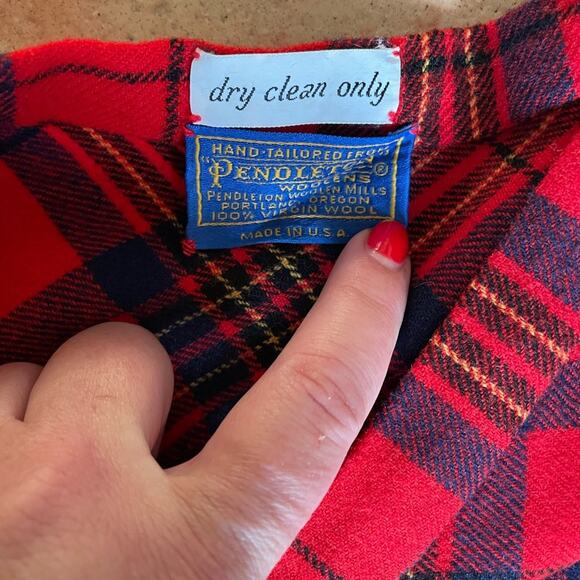 dry clean only
HAND-TAILORED FROM
"PENDLETON®
WOOLENS
PENDLETON WOOLEN MILLS
PORTLAND, OREGON
100% VIRGIN WOOL
MADE IN U.S.A.